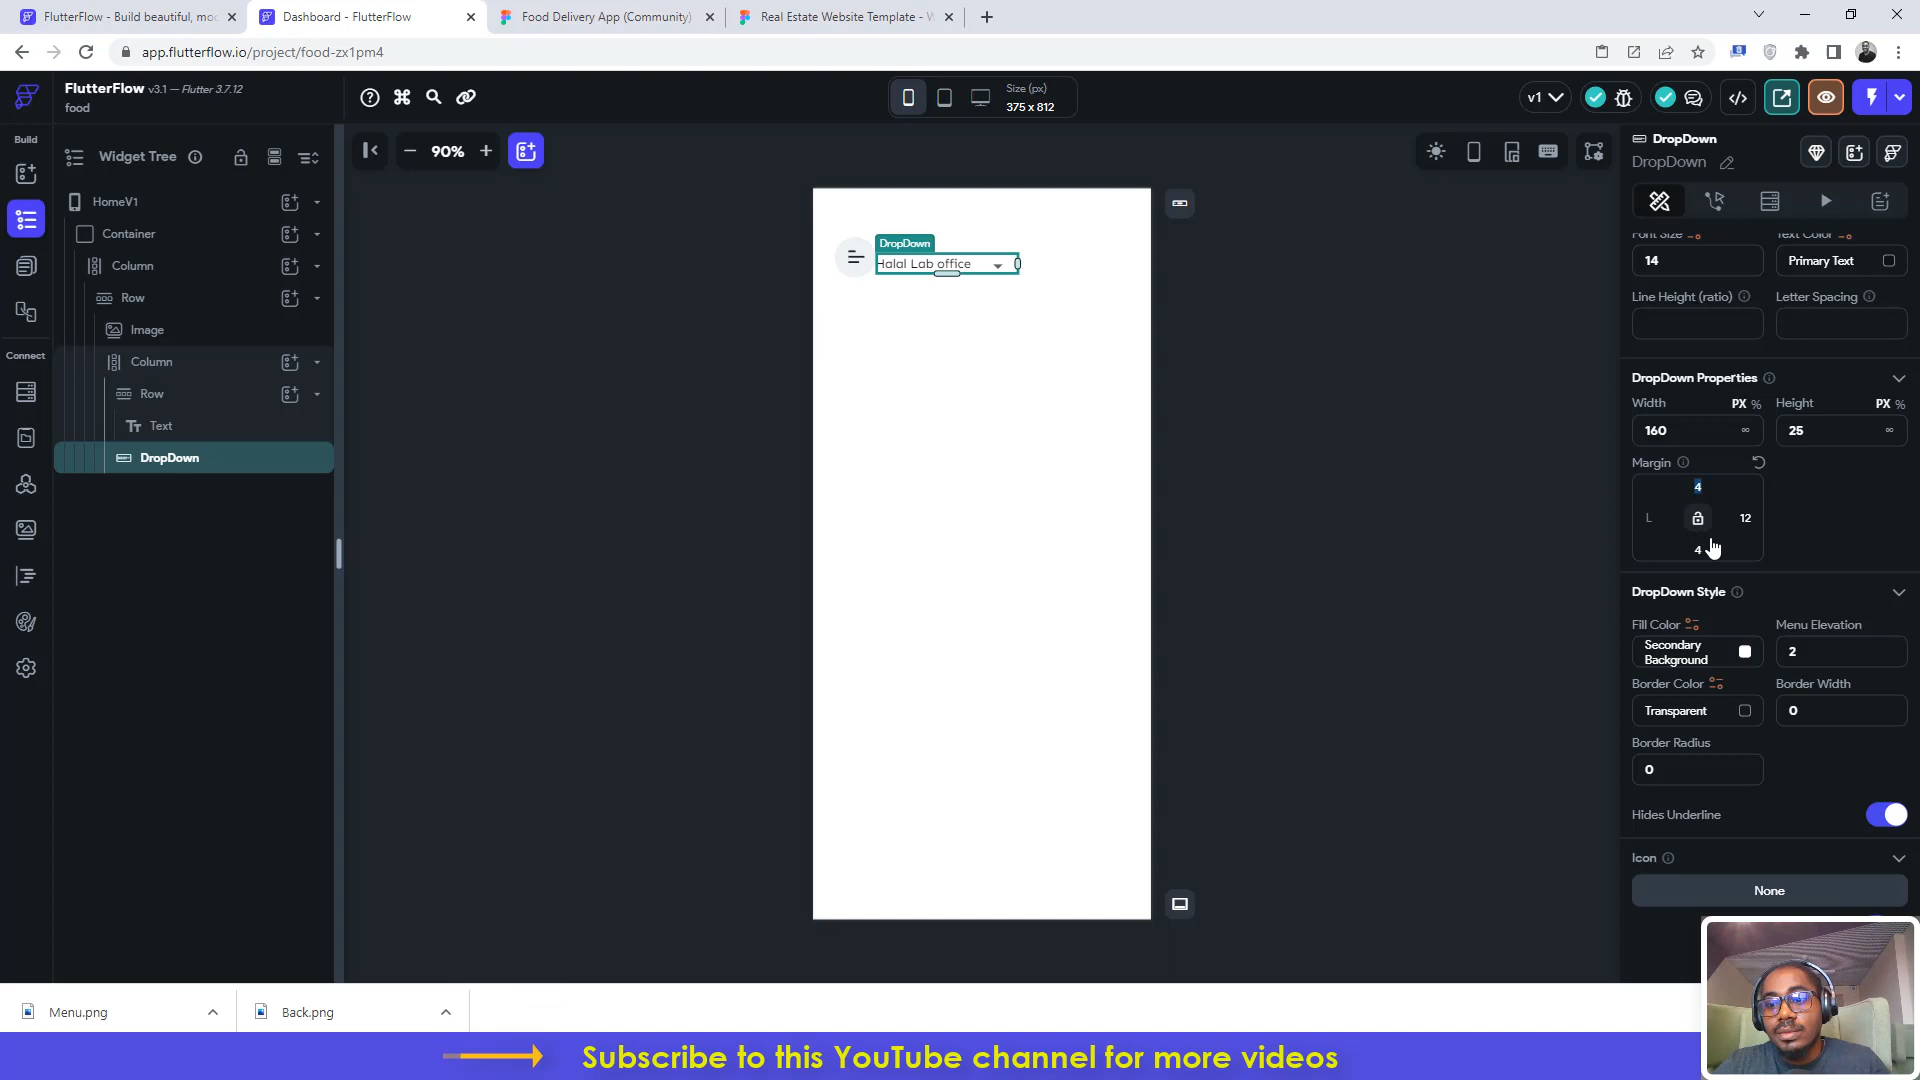 FlutterFlow - Build beautiful, mo
Dashboard - FlutterFlow
Food Delivery App (Community)
Real Estate Website Template - W
app.flutterflow.io/project/food-zx1pm4
FlutterFlow v3.1 — Flutter 3.7.12
food
Size (px)
375 x 812
v1
Build
Widget Tree
90%
DropDown
DropDown
HomeV1
Container
Column
Row
Image
Column
Row
Text
DropDown
Connect
DropDown
Halal Lab office
Font Size
Text Color
14
Primary Text
Line Height (ratio)
Letter Spacing
DropDown Properties
Width PX %
Height PX %
160 ∞
25 ∞
Margin
4
L
12
4
DropDown Style
Fill Color
Menu Elevation
Secondary Background
2
Border Color
Border Width
Transparent
0
Border Radius
0
Hides Underline
Icon
None
Menu.png
Back.png
Subscribe to this YouTube channel for more videos